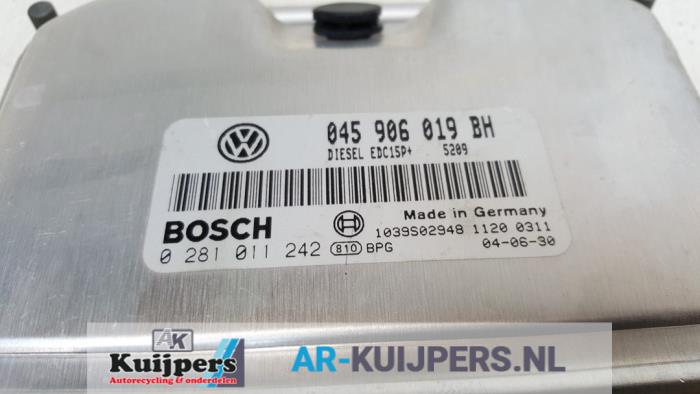 045 906 019 BH
DIESEL EDC15P+ 5209
BOSCH
Made in Germany
0 281 011 242 810 BPG
1039S02948 1120 0311
04-06-30
AK
Kuijpers
Autorecycling & onderdelen
AR-KUIJPERS.NL